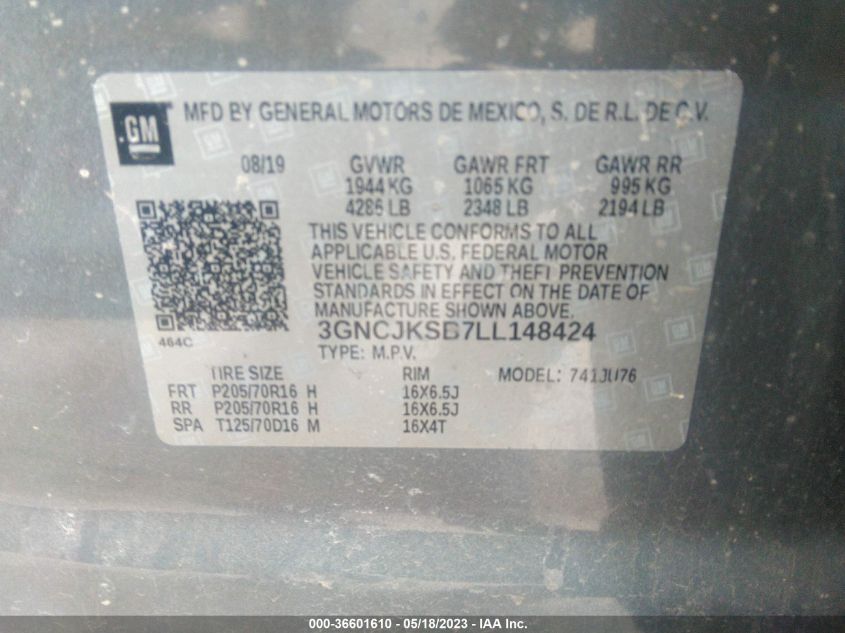 GM
MFD BY GENERAL MOTORS DE MEXICO, S. DE R.L. DE C.V.
08/19 GVWR GAWR FRT GAWR RR
1944 KG 1065 KG 995 KG
4285 LB 2348 LB 2194 LB
THIS VEHICLE CONFORMS TO ALL
APPLICABLE U.S. FEDERAL MOTOR
VEHICLE SAFETY AND THEFT PREVENTION
STANDARDS IN EFFECT ON THE DATE OF
MANUFACTURE SHOWN ABOVE.
464C
3GNCJKSB7LL148424
TYPE: M.P.V.
TIRE SIZE RIM MODEL: 741JU76
FRT P205/70R16 H 16X6.5J
RR P205/70R16 H 16X6.5J
SPA T125/70D16 M 16X4T
000-36601610 - 05/18/2023 - © IAA Inc.